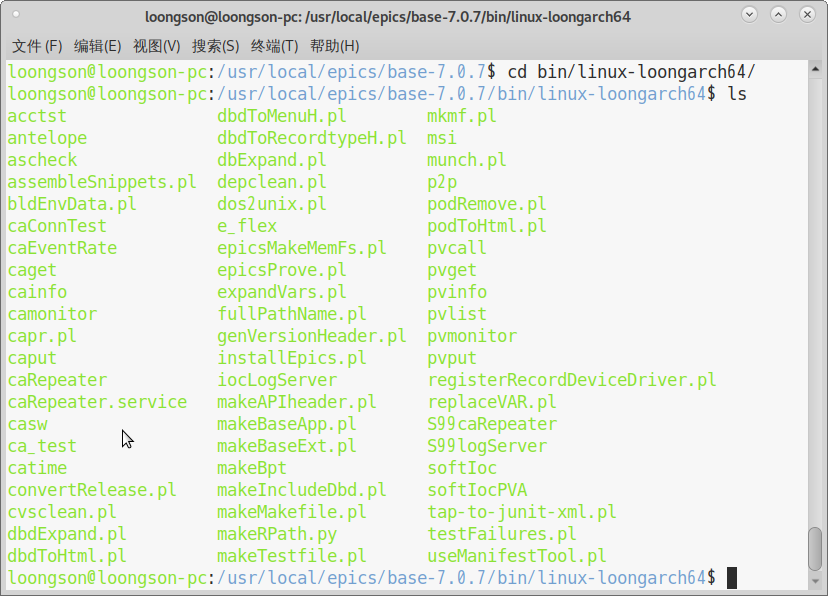 loongson@loongson-pc: /usr/local/epics/base-7.0.7/bin/linux-loongarch64
文件(F) 编辑(E) 视图(V) 搜索(S) 终端(T) 帮助(H)
loongson@loongson-pc:/usr/local/epics/base-7.0.7$ cd bin/linux-loongarch64/
loongson@loongson-pc:/usr/local/epics/base-7.0.7/bin/linux-loongarch64$ ls
acctst dbdToMenuH.pl mkmf.pl
antelope dbdToRecordtypeH.pl msi
ascheck dbExpand.pl munch.pl
assembleSnippets.pl depclean.pl p2p
bldEnvData.pl dos2unix.pl podRemove.pl
caConnTest e_flex podToHtml.pl
caEventRate epicsMakeMemFs.pl pvcall
caget epicsProve.pl pvget
cainfo expandVars.pl pvinfo
camonitor fullPathName.pl pvlist
capr.pl genVersionHeader.pl pvmonitor
caput installEpics.pl pvput
caRepeater iocLogServer registerRecordDeviceDriver.pl
caRepeater.service makeAPIheader.pl replaceVAR.pl
casw makeBaseApp.pl S99caRepeater
ca_test makeBaseExt.pl S99logServer
catime makeBpt softIoc
convertRelease.pl makeIncludeDbd.pl softIocPVA
cvsclean.pl makeMakefile.pl tap-to-junit-xml.pl
dbdExpand.pl makeRPath.py testFailures.pl
dbdToHtml.pl makeTestfile.pl useManifestTool.pl
loongson@loongson-pc:/usr/local/epics/base-7.0.7/bin/linux-loongarch64$